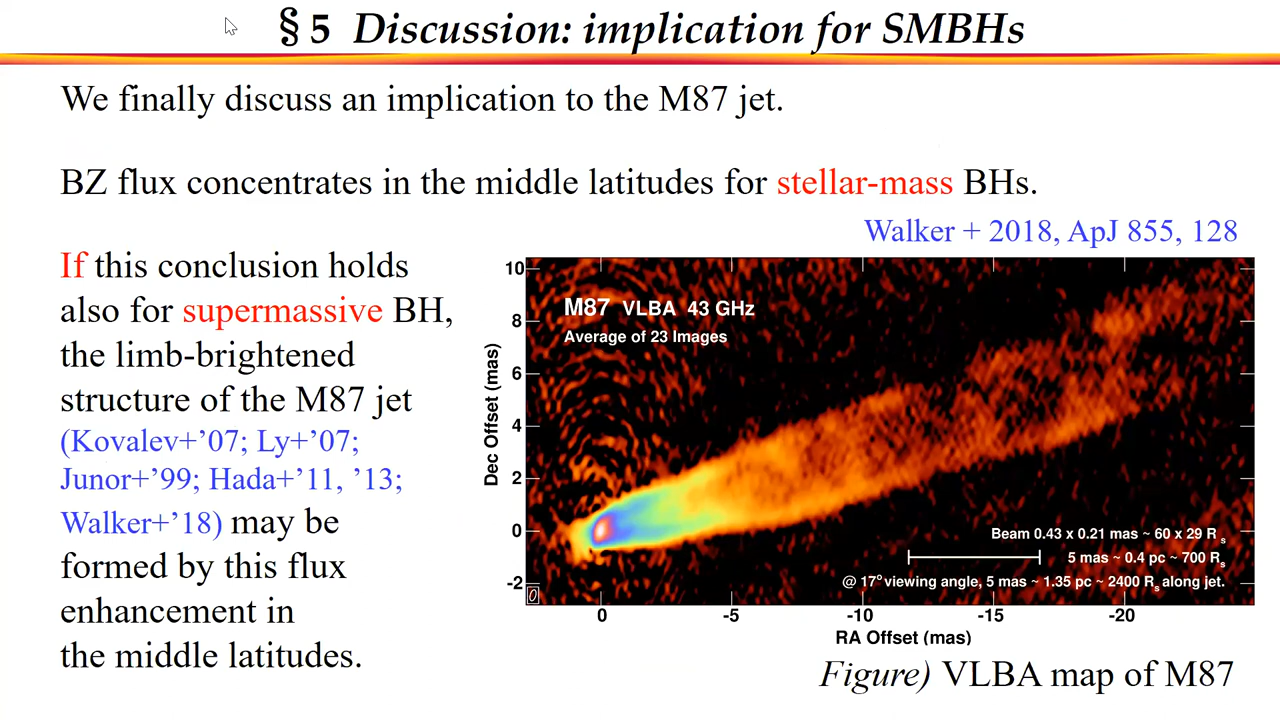 § 5 Discussion: implication for SMBHs
We finally discuss an implication to the M87 jet.
BZ flux concentrates in the middle latitudes for stellar-mass BHs.
Walker + 2018, ApJ 855, 128
If this conclusion holds
also for supermassive BH,
the limb-brightened
structure of the M87 jet
(Kovalev+’07; Ly+’07;
Junor+’99; Hada+’11, ’13;
Walker+’18) may be
formed by this flux
enhancement in
the middle latitudes.
M87 VLBA 43 GHz
Average of 23 Images
Dec Offset (mas)
10
8
6
4
2
0
-2
Beam 0.43 x 0.21 mas ~ 60 x 29 Rs
5 mas ~ 0.4 pc ~ 700 Rs
@ 17° viewing angle, 5 mas ~ 1.35 pc ~ 2400 Rs along jet.
0 -5 -10 -15 -20
RA Offset (mas)
Figure) VLBA map of M87